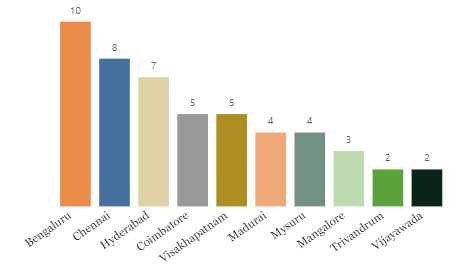 10
8
7
5
5
4
4
3
2
2
Bengaluru
Chennai
Hyderabad
Coimbatore
Visakhapatnam
Madurai
Mysuru
Mangalore
Trivandrum
Vijayawada